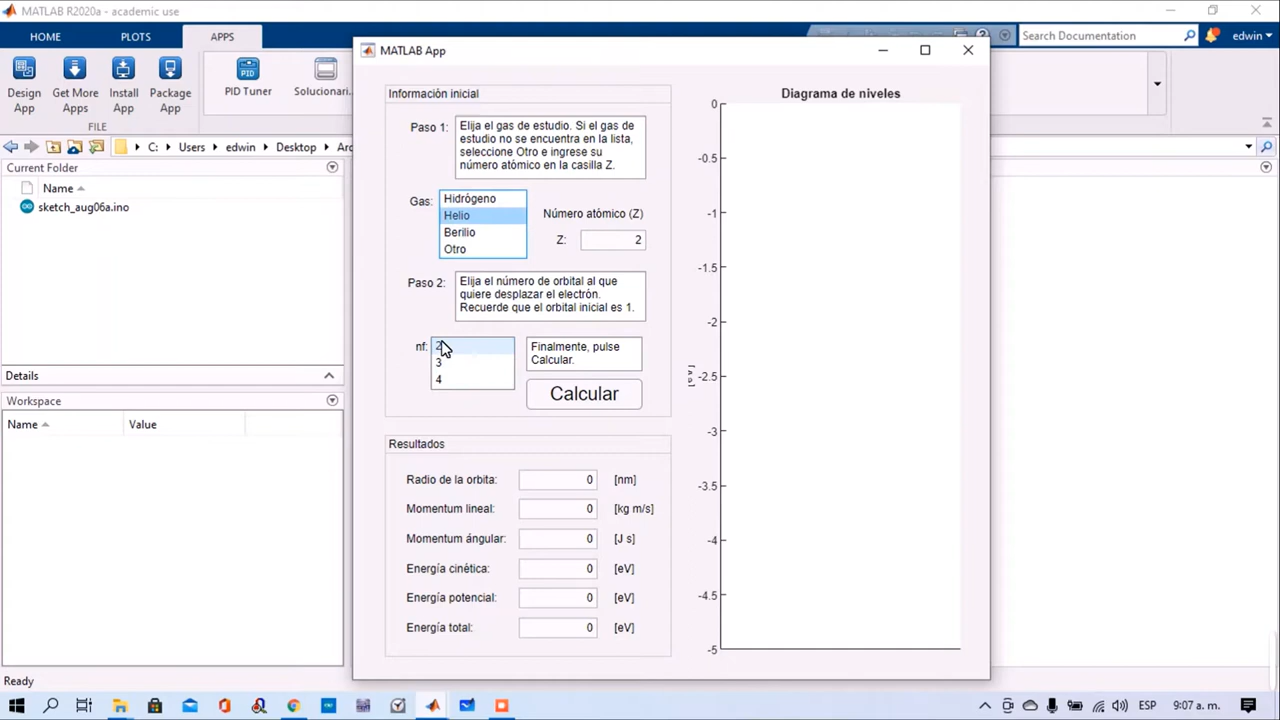 MATLAB R2020a - academic use
HOME
PLOTS
APPS
Search Documentation
edwin
Design App
Get More Apps
Install App
Package App
PID Tuner
Solucionari...
FILE
C:
Users
edwin
Desktop
Current Folder
Name
sketch_aug06a.ino
Details
Workspace
Name
Value
Ready
MATLAB App
Información inicial
Paso 1:
Elija el gas de estudio. Si el gas de
estudio no se encuentra en la lista,
seleccione Otro e ingrese su
número atómico en la casilla Z.
Gas:
Hidrógeno
Helio
Berilio
Otro
Número atómico (Z)
Z:
2
Paso 2:
Elija el número de orbital al que
quiere desplazar el electrón.
Recuerde que el orbital inicial es 1.
nf:
2
3
4
Finalmente, pulse
Calcular.
Calcular
Resultados
Radio de la orbita: 0 [nm]
Momentum lineal: 0 [kg m/s]
Momentum ángular: 0 [J s]
Energía cinética: 0 [eV]
Energía potencial: 0 [eV]
Energía total: 0 [eV]
Diagrama de niveles
0
-0.5
-1
-1.5
-2
-2.5
-3
-3.5
-4
-4.5
-5
ESP
9:07 a. m.